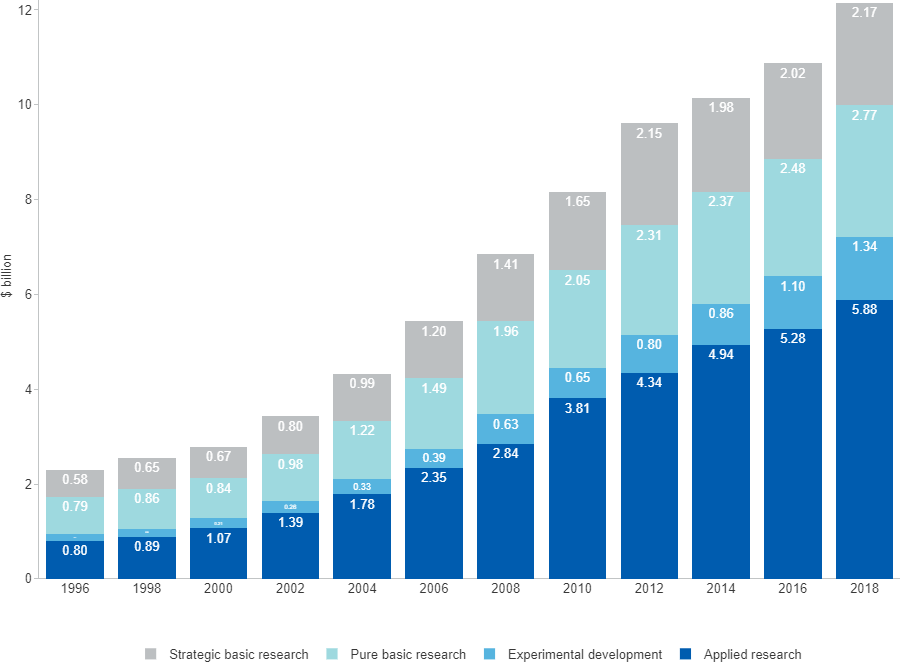 12
10
8
6
4
2
0
$ billion
0.58 0.65 0.67 0.80 0.99 1.20 1.41 1.65 2.15 1.98 2.02 2.17
0.79 0.86 0.84 0.98 1.22 1.49 1.96 2.05 2.31 2.37 2.48 2.77
0.21 0.26 0.33 0.39 0.63 0.65 0.80 0.86 1.10 1.34
0.80 0.89 1.07 1.39 1.78 2.35 2.84 3.81 4.34 4.94 5.28 5.88
1996 1998 2000 2002 2004 2006 2008 2010 2012 2014 2016 2018
Strategic basic research Pure basic research Experimental development Applied research